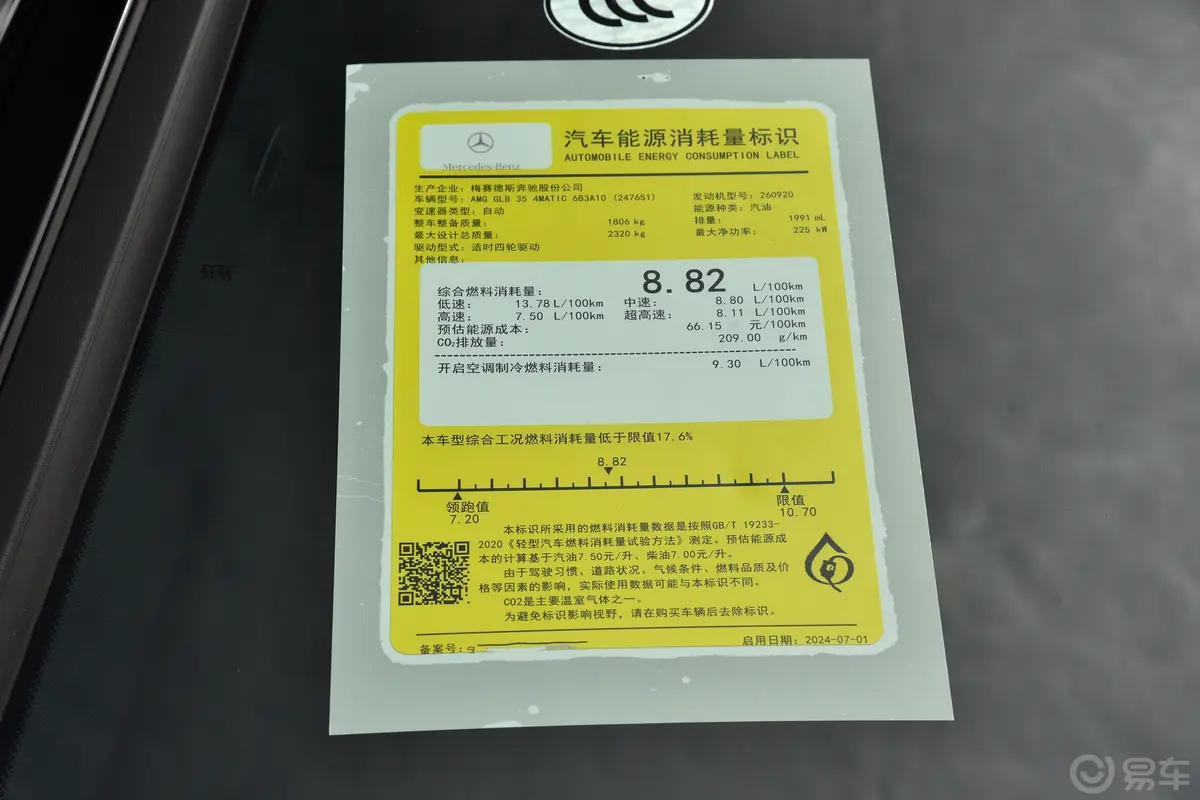 Mercedes-Benz
汽车能源消耗量标识
AUTOMOBILE ENERGY CONSUMPTION LABEL
生产企业：梅赛德斯奔驰股份公司
车辆型号：AMG GLB 35 4MATIC 6B3A10 (247651) 发动机型号：260920
变速器类型：自动 能源种类：汽油
整车整备质量： 1806 kg 排量： 1991 mL
最大设计总质量： 2320 kg 最大净功率： 225 kW
驱动型式：适时四轮驱动
其他信息：
综合燃料消耗量： 8.82 L/100km
低速： 13.78 L/100km 中速： 8.80 L/100km
高速： 7.50 L/100km 超高速： 8.11 L/100km
预估能源成本： 66.15 元/100km
CO₂排放量： 209.00 g/km
开启空调制冷燃料消耗量： 9.30 L/100km
本车型综合工况燃料消耗量低于限值17.6%
8.82
领跑值 限值
7.20 10.70
本标识所采用的燃料消耗量数据是按照GB/T 19233-
2020《轻型汽车燃料消耗量试验方法》测定。预估能源成
本的计算基于汽油7.50元/升、柴油7.00元/升。
由于驾驶习惯、道路状况、气候条件、燃料品质及价
格等因素的影响，实际使用数据可能与本标识不同。
CO2是主要温室气体之一。
为避免标识影响视野，请在购买车辆后去除标识。
备案号： 启用日期：2024-07-01
易车